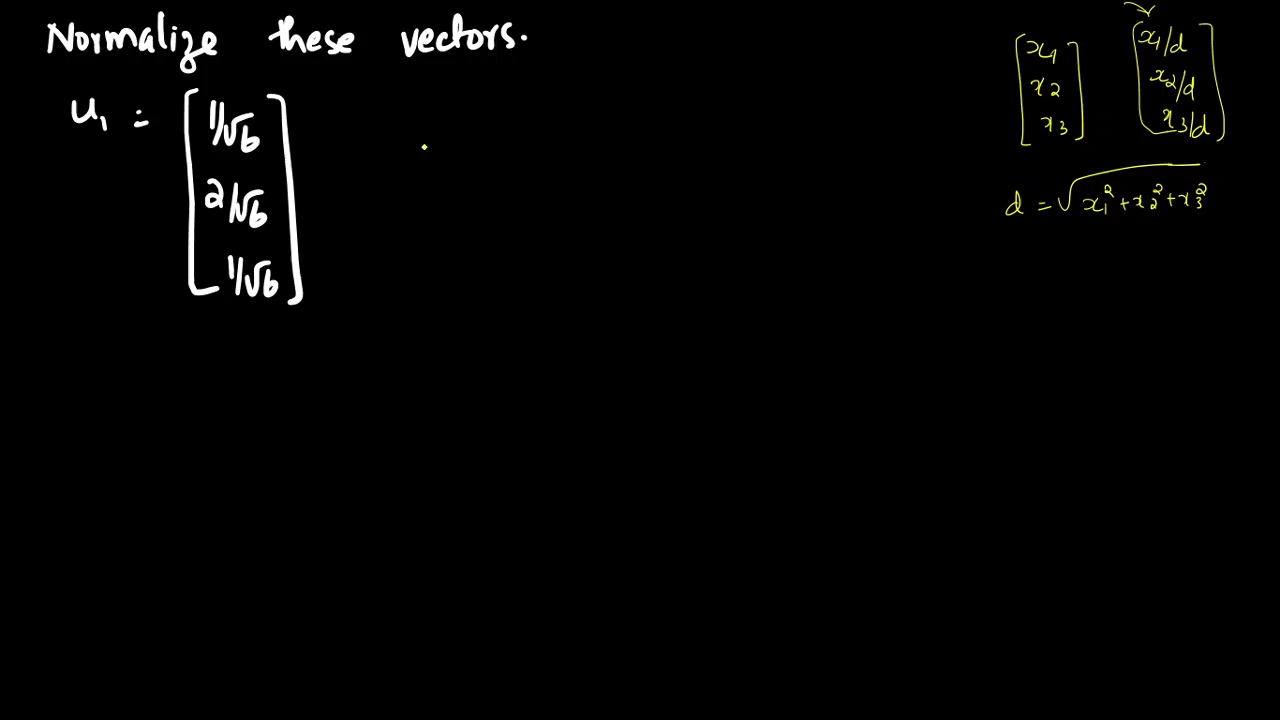 Normalize these vectors.
u₁ = [1/√6
2/√6
1/√6]
[x₁
x₂
x₃]
[x₁/d
x₂/d
x₃/d]
d = √x₁² + x₂² + x₃²